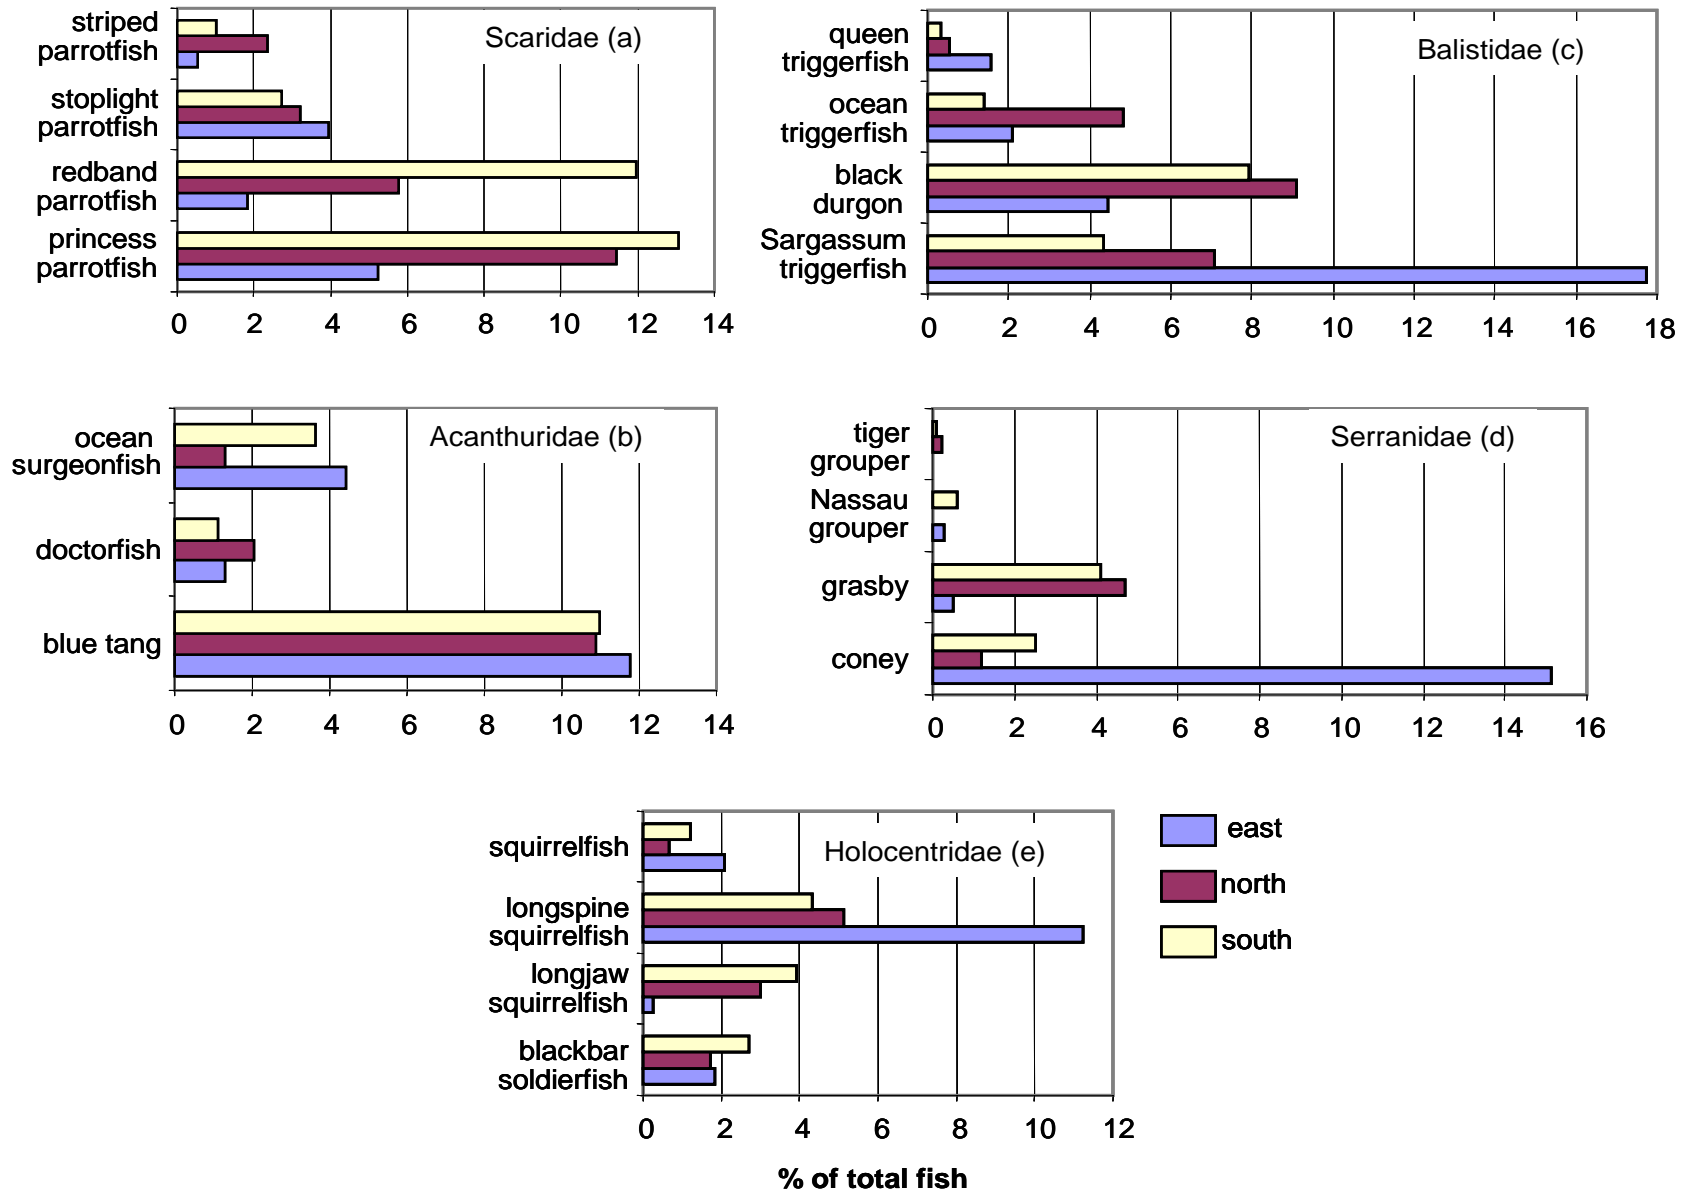 Scaridae (a)
striped
parrotfish
stoplight
parrotfish
redband
parrotfish
princess
parrotfish
0 2 4 6 8 10 12 14
Balistidae (c)
queen
triggerfish
ocean
triggerfish
black
durgon
Sargassum
triggerfish
0 2 4 6 8 10 12 14 16 18
Acanthuridae (b)
ocean
surgeonfish
doctorfish
blue tang
0 2 4 6 8 10 12 14
Serranidae (d)
tiger
grouper
Nassau
grouper
grasby
coney
0 2 4 6 8 10 12 14 16
Holocentridae (e)
squirrelfish
longspine
squirrelfish
longjaw
squirrelfish
blackbar
soldierfish
0 2 4 6 8 10 12
% of total fish
east
north
south